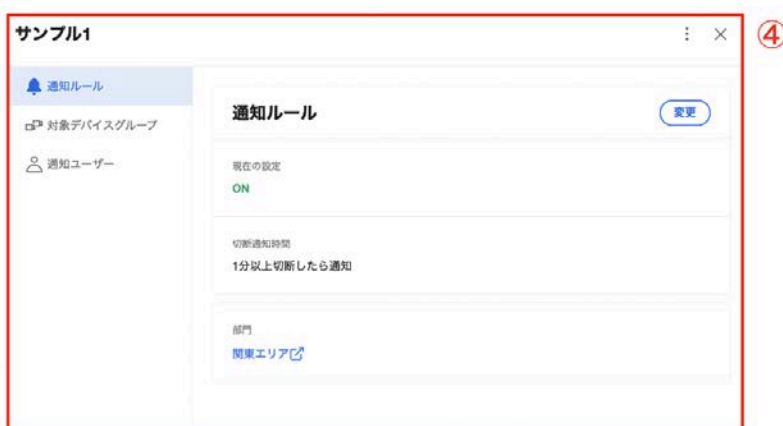 サンプル1
④
通知ルール
対象デバイスグループ
通知ユーザー
通知ルール
変更
現在の設定
ON
切断通知時間
1分以上切断したら通知
部門
関東エリア